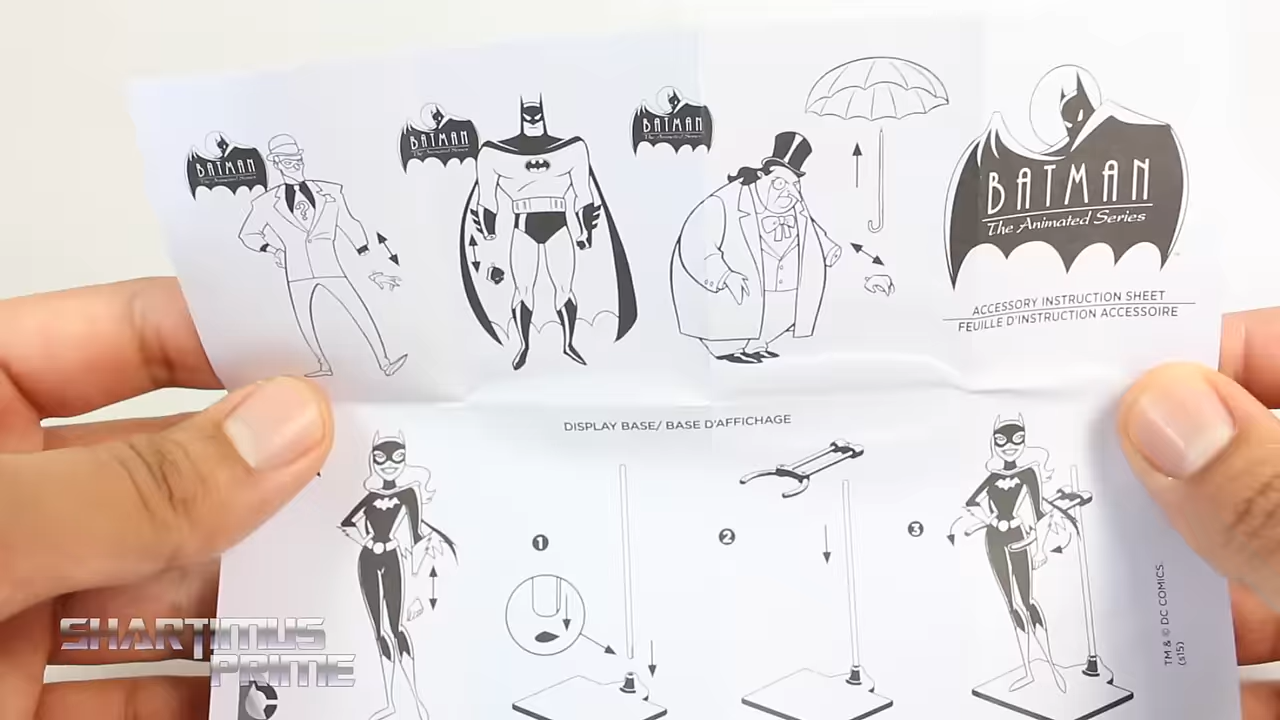 BATMAN
The Animated Series
BATMAN
The Animated Series
BATMAN
The Animated Series
BATMAN
The Animated Series
ACCESSORY INSTRUCTION SHEET
FEUILLE D'INSTRUCTION ACCESSOIRE
?
DISPLAY BASE/ BASE D'AFFICHAGE
1
2
3
TM & © DC COMICS.
(s15)
SHARTIMUS
PRIME